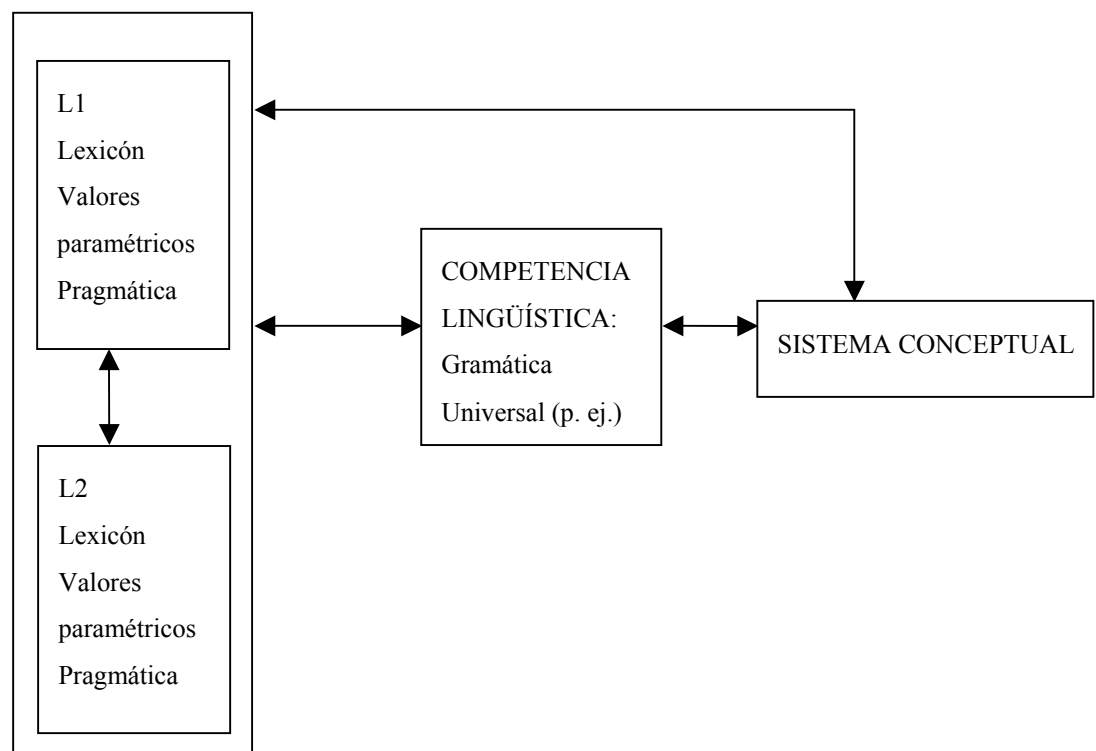 L1
Lexicón
Valores
paramétricos
Pragmática
L2
Lexicón
Valores
paramétricos
Pragmática
COMPETENCIA
LINGÜÍSTICA:
Gramática
Universal (p. ej.)
SISTEMA CONCEPTUAL